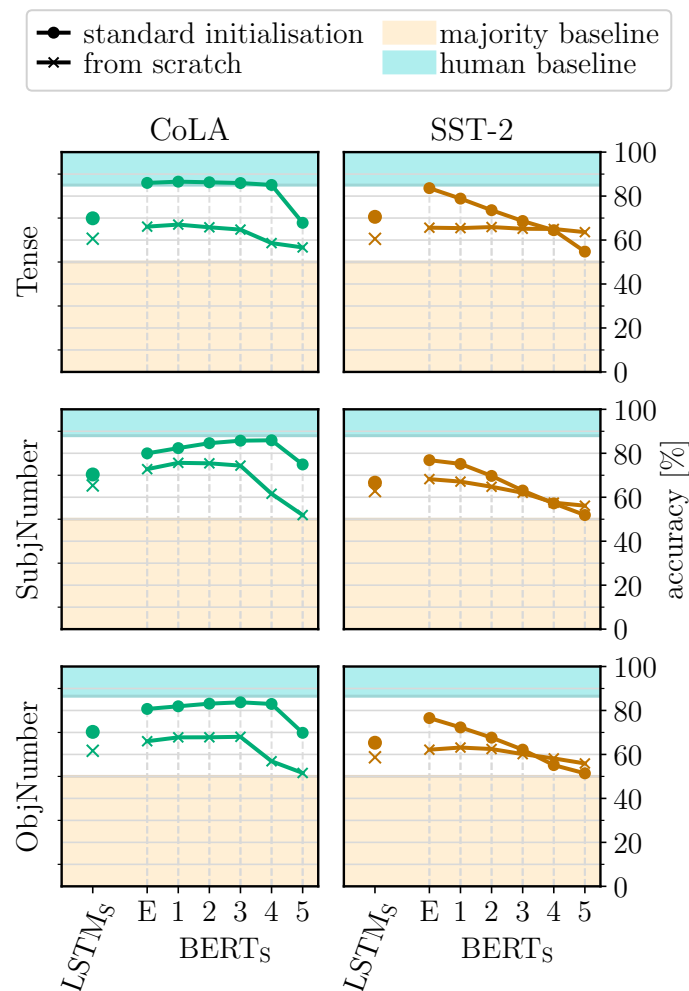 standard initialisation
majority baseline
from scratch
human baseline
CoLA
SST-2
Tense
100
80
60
40
20
0
SubjNumber
100
80
60
40
20
0
accuracy [%]
ObjNumber
100
80
60
40
20
0
LSTMS
E 1 2 3 4 5
BERTS
LSTMS
E 1 2 3 4 5
BERTS